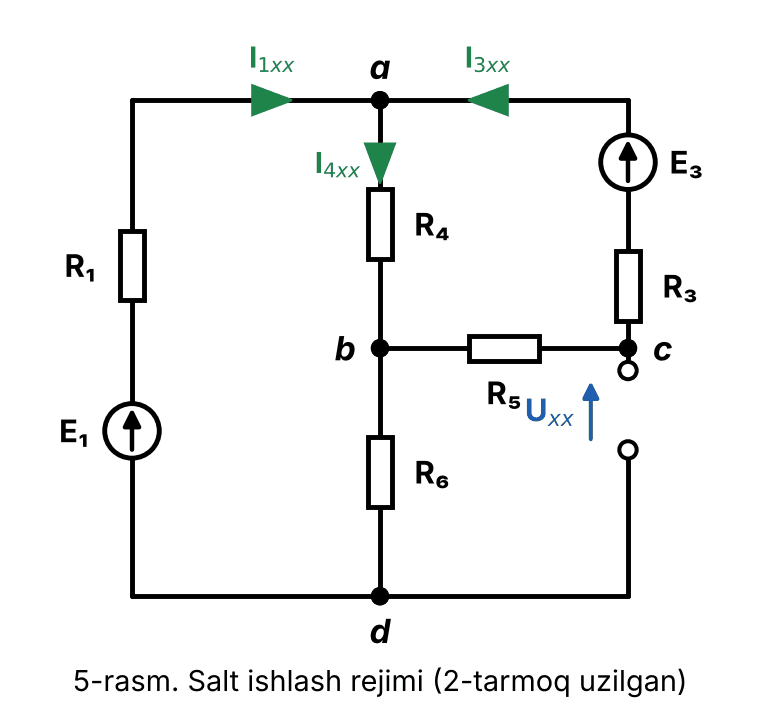 I₁ₓₓ
a
I₃ₓₓ
I₄ₓₓ
E₃
R₄
R₁
R₃
b
c
R₅
Uₓₓ
E₁
R₆
d
5-rasm. Salt ishlash rejimi (2-tarmoq uzilgan)